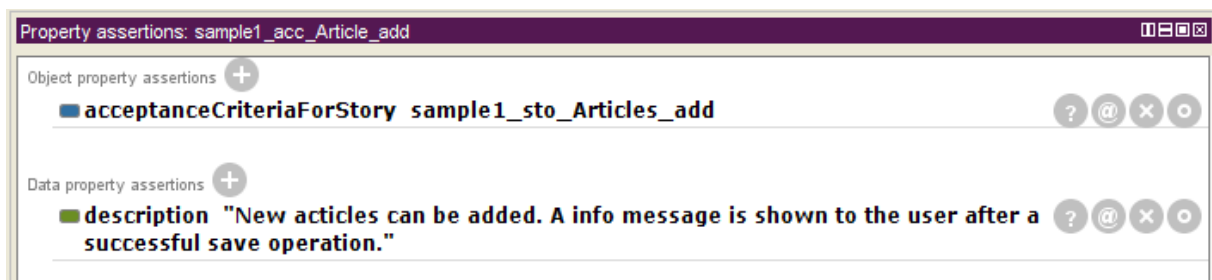 Property assertions: sample1_acc_Article_add
Object property assertions
acceptanceCriteriaForStory sample1_sto_Articles_add
? @
Data property assertions
description "New acticles can be added. A info message is shown to the user after a
? @
successful save operation."